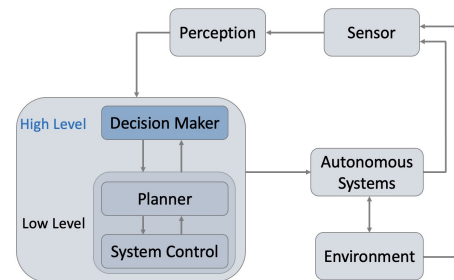 Perception
Sensor
High Level
Decision Maker
Planner
Low Level
System Control
Autonomous
Systems
Environment